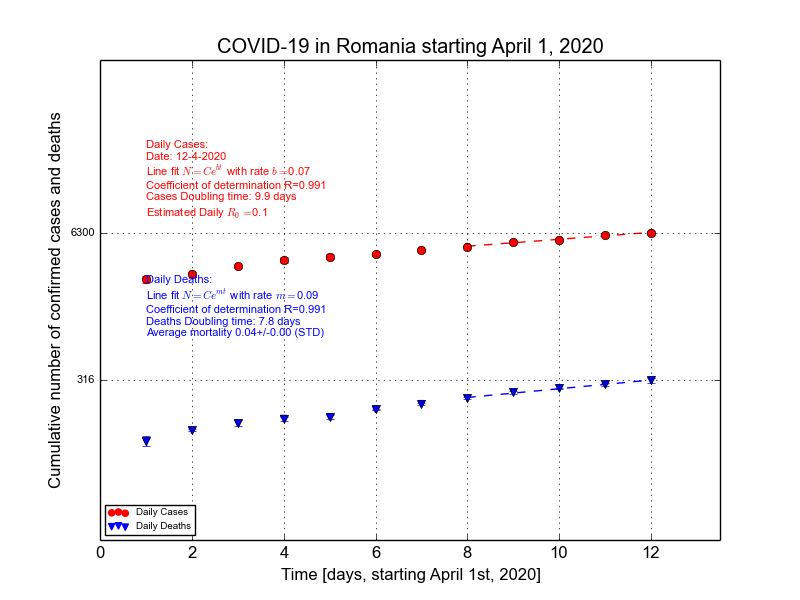 COVID-19 in Romania starting April 1, 2020
Cumulative number of confirmed cases and deaths
Daily Cases:
Date: 12-4-2020
Line fit N=Ce^{bt} with rate b=0.07
Coefficient of determination R=0.991
Cases Doubling time: 9.9 days
Estimated Daily R_0 =0.1
6300
Daily Deaths:
Line fit N=Ce^{mt} with rate m=0.09
Coefficient of determination R=0.991
Deaths Doubling time: 7.8 days
Average mortality 0.04+/-0.00 (STD)
316
Daily Cases
Daily Deaths
0 2 4 6 8 10 12
Time [days, starting April 1st, 2020]